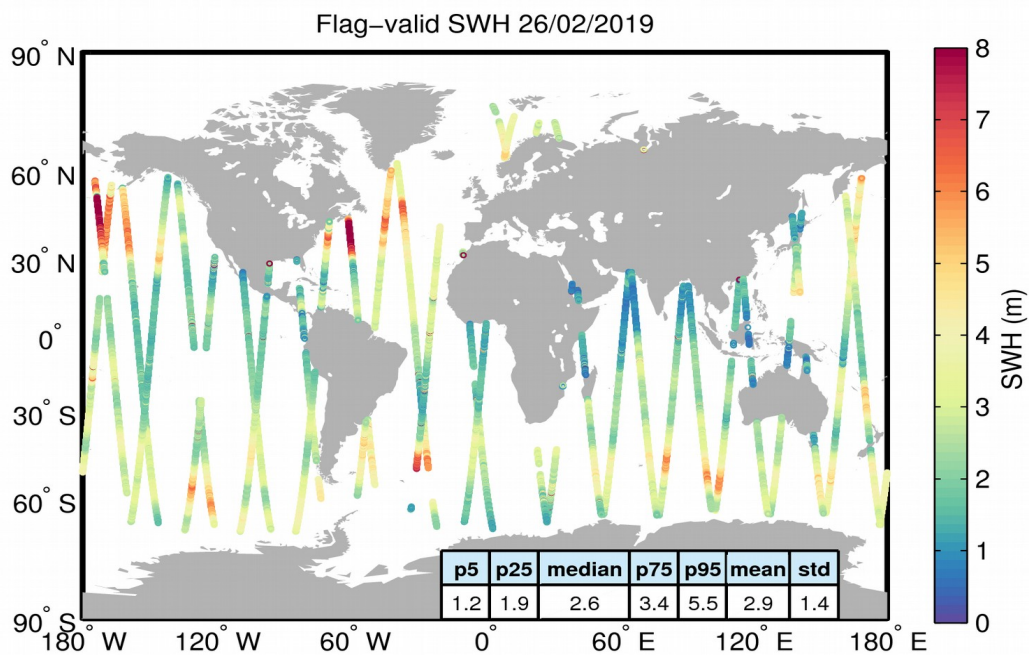 Flag−valid SWH 26/02/2019
90° N
60° N
30° N
0°
30° S
60° S
90° S
180° W
120° W
60° W
0°
60° E
120° E
180° E
8
7
6
5
4
3
2
1
0
SWH (m)
p5 p25 median p75 p95 mean std
1.2 1.9 2.6 3.4 5.5 2.9 1.4